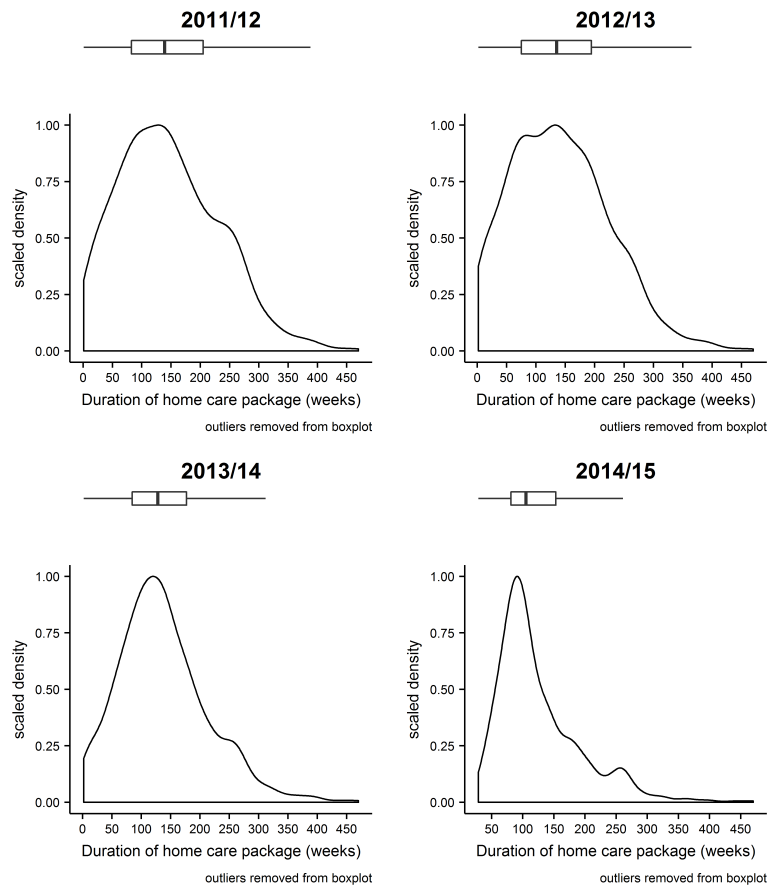 2011/12
1.00
0.75
0.50
0.25
0.00
scaled density
0 50 100 150 200 250 300 350 400 450
Duration of home care package (weeks)
outliers removed from boxplot
2012/13
1.00
0.75
0.50
0.25
0.00
scaled density
0 50 100 150 200 250 300 350 400 450
Duration of home care package (weeks)
outliers removed from boxplot
2013/14
1.00
0.75
0.50
0.25
0.00
scaled density
0 50 100 150 200 250 300 350 400 450
Duration of home care package (weeks)
outliers removed from boxplot
2014/15
1.00
0.75
0.50
0.25
0.00
scaled density
50 100 150 200 250 300 350 400 450
Duration of home care package (weeks)
outliers removed from boxplot